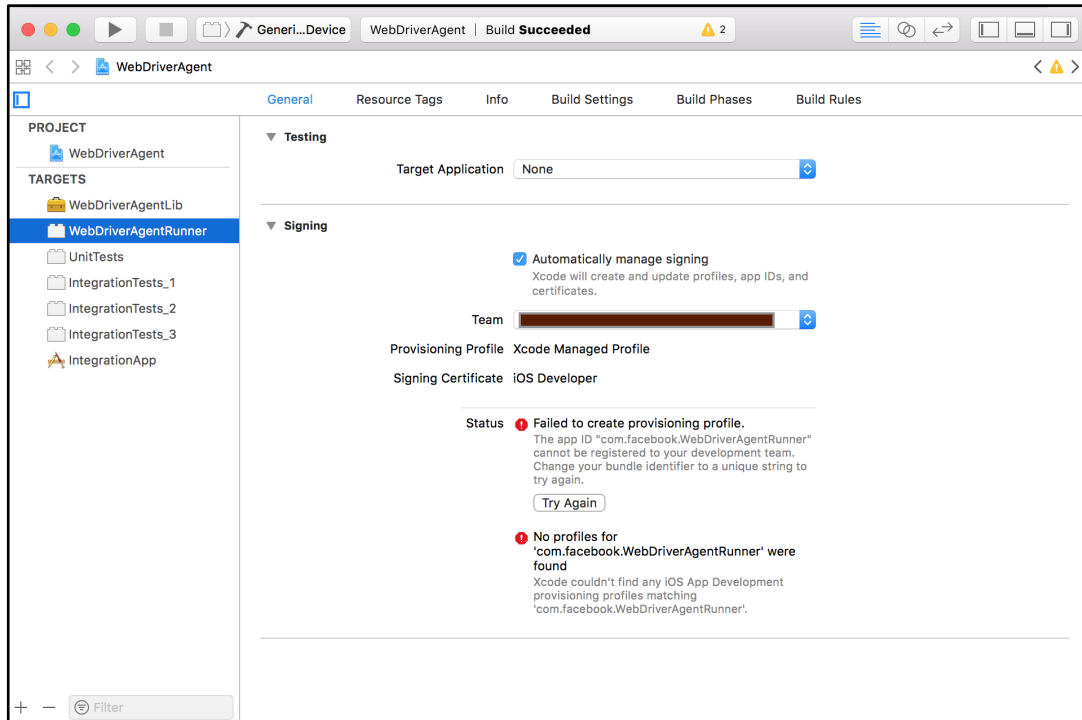 Generi...Device
WebDriverAgent | Build Succeeded
2
WebDriverAgent
General Resource Tags Info Build Settings Build Phases Build Rules
PROJECT
WebDriverAgent
TARGETS
WebDriverAgentLib
WebDriverAgentRunner
UnitTests
IntegrationTests_1
IntegrationTests_2
IntegrationTests_3
IntegrationApp
Filter
Testing
Target Application None
Signing
Automatically manage signing
Xcode will create and update profiles, app IDs, and
certificates.
Team
Provisioning Profile Xcode Managed Profile
Signing Certificate iOS Developer
Status Failed to create provisioning profile.
The app ID "com.facebook.WebDriverAgentRunner"
cannot be registered to your development team.
Change your bundle identifier to a unique string to
try again.
Try Again
No profiles for
'com.facebook.WebDriverAgentRunner' were
found
Xcode couldn't find any iOS App Development
provisioning profiles matching
'com.facebook.WebDriverAgentRunner'.